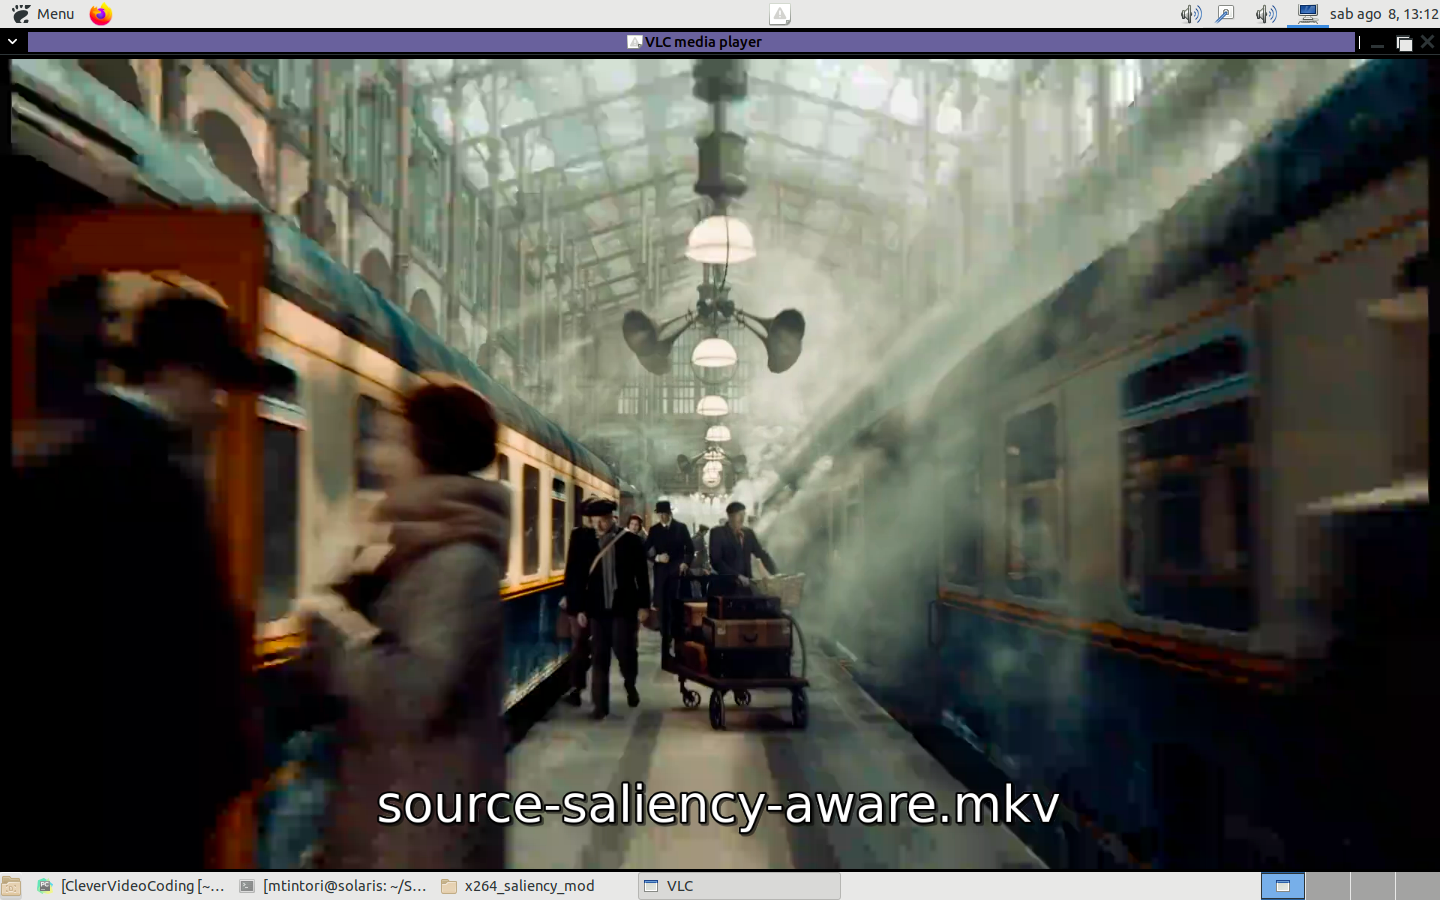 Menu
sab ago 8, 13:12
VLC media player
source-saliency-aware.mkv
[CleverVideoCoding [~...
[mtintori@solaris: ~/S...
x264_saliency_mod
VLC